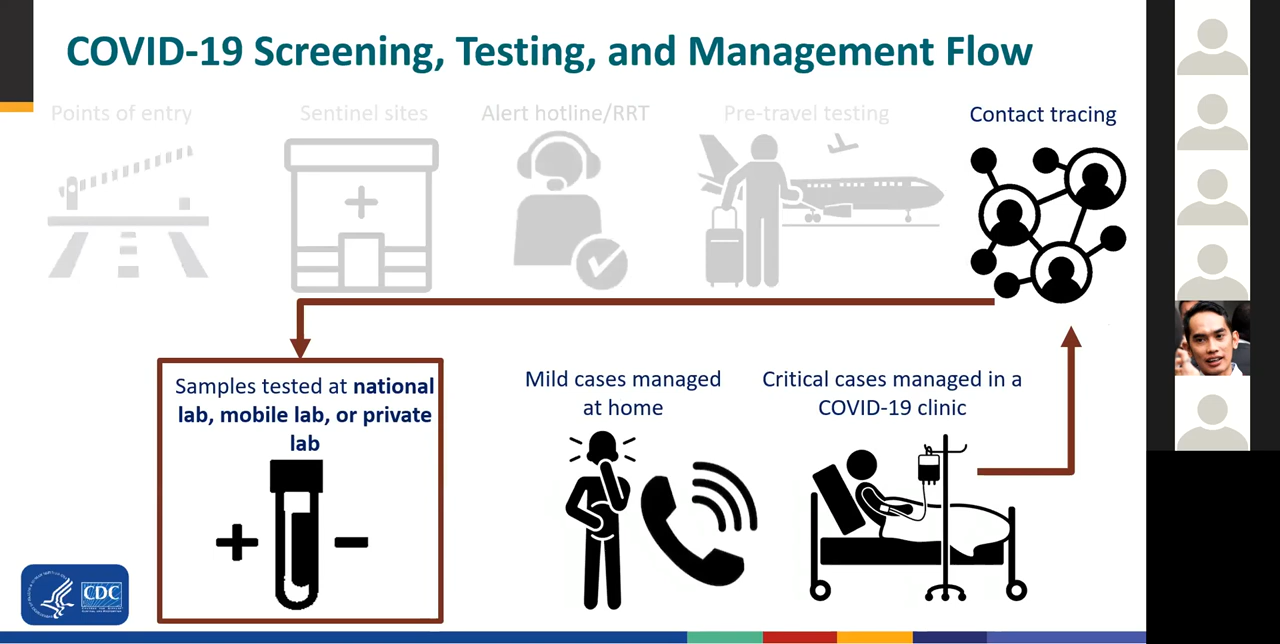 COVID-19 Screening, Testing, and Management Flow
Points of entry
Sentinel sites
Alert hotline/RRT
Pre-travel testing
Contact tracing
Samples tested at national
lab, mobile lab, or private
lab
Mild cases managed
at home
Critical cases managed in a
COVID-19 clinic
CDC